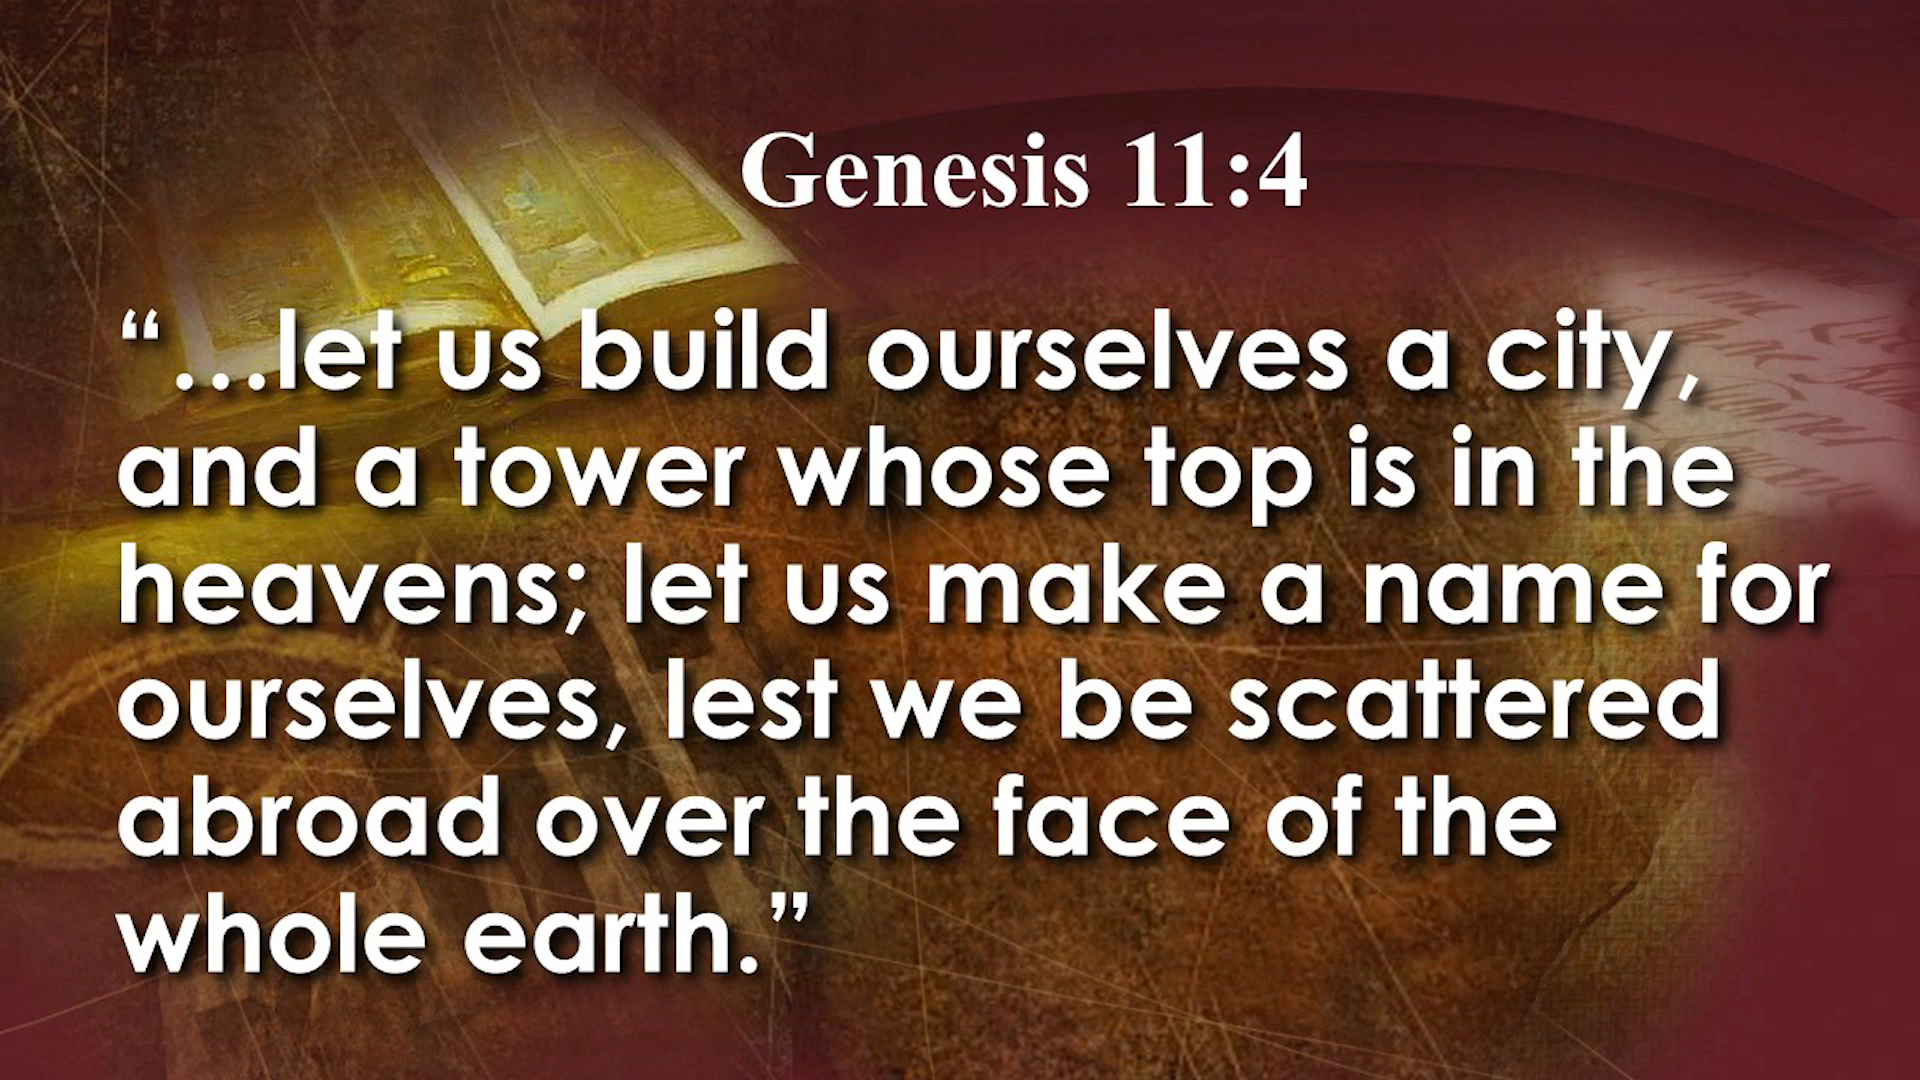 Genesis 11:4
“…let us build ourselves a city,
and a tower whose top is in the
heavens; let us make a name for
ourselves, lest we be scattered
abroad over the face of the
whole earth.”